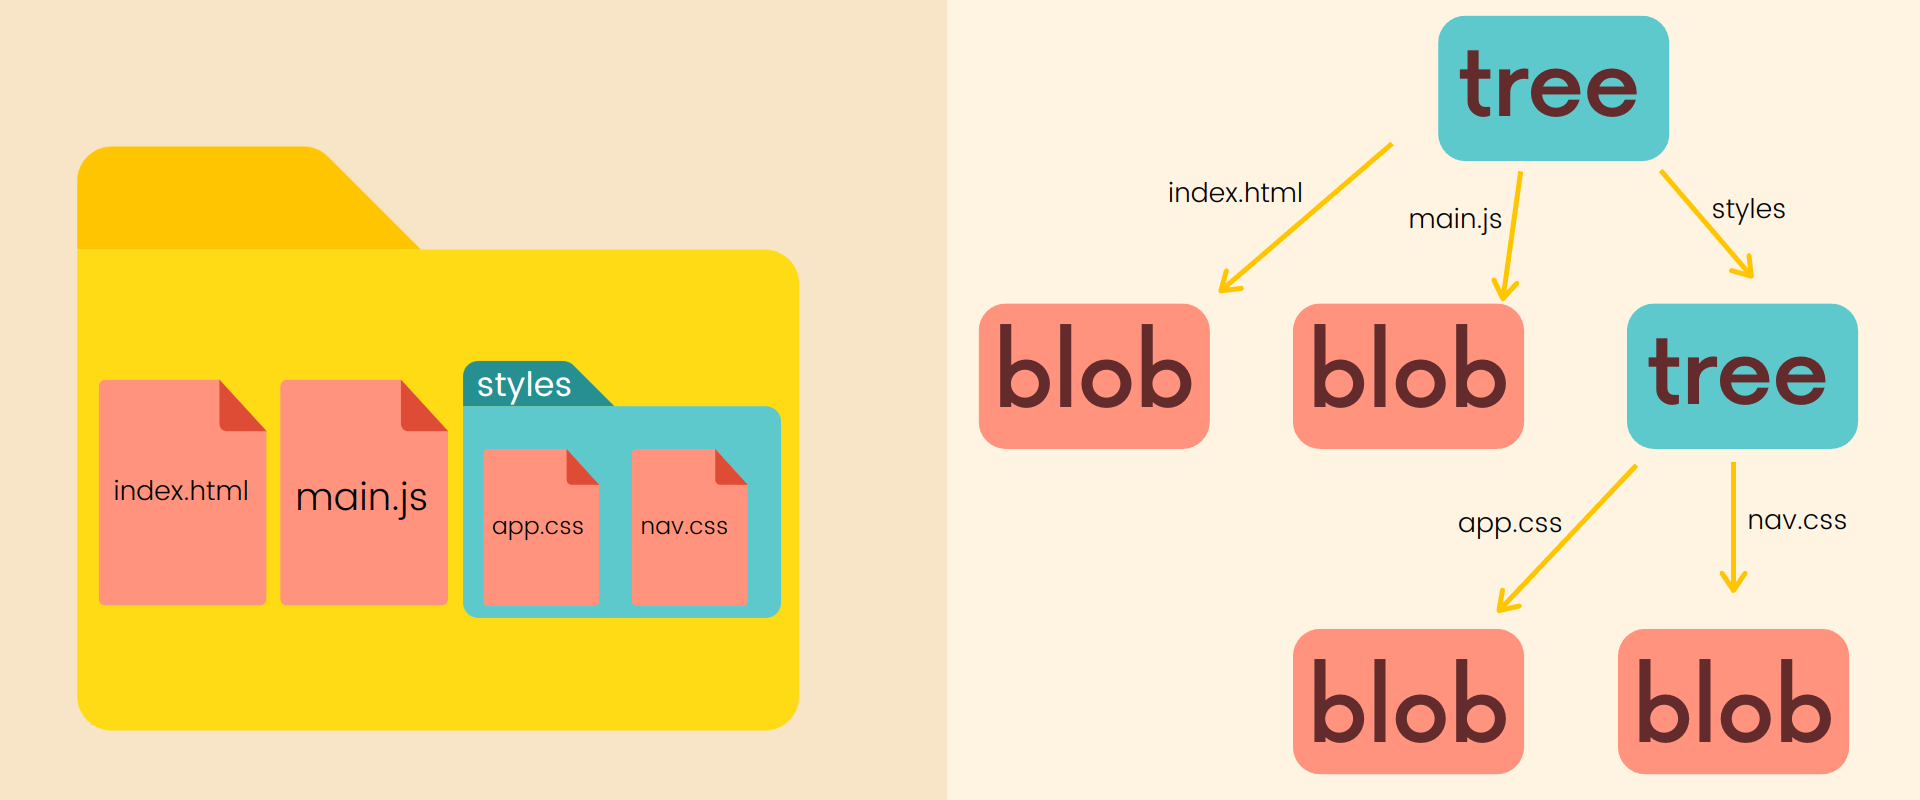 styles
index.html
main.js
app.css
nav.css
tree
index.html
main.js
styles
blob
blob
tree
app.css
nav.css
blob
blob